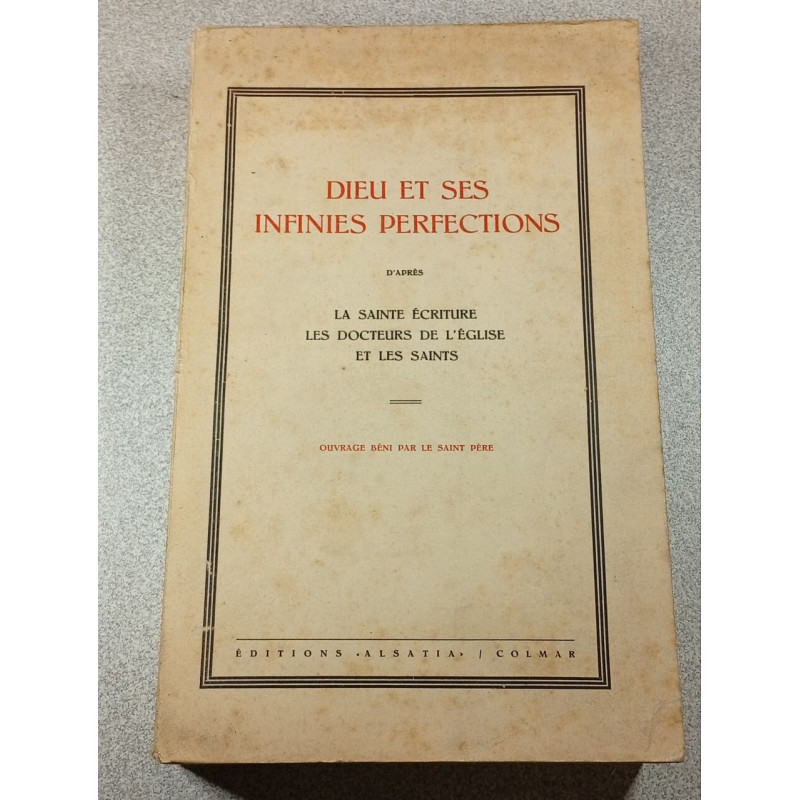 DIEU ET SES
INFINIES PERFECTIONS
D'APRÈS
LA SAINTE ÉCRITURE
LES DOCTEURS DE L'ÉGLISE
ET LES SAINTS
OUVRAGE BÉNI PAR LE SAINT PÈRE
ÉDITIONS «ALSATIA» / COLMAR